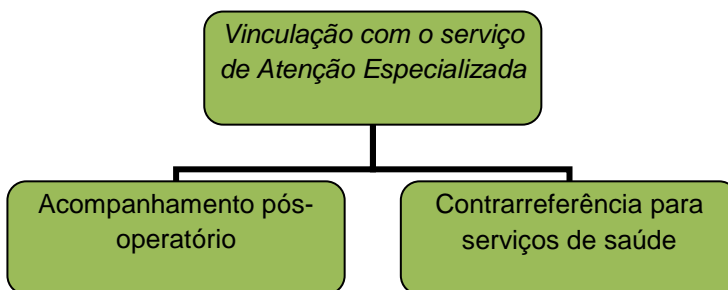 Vinculação com o serviço
de Atenção Especializada
Acompanhamento pós-
operatório
Contrarreferência para
serviços de saúde